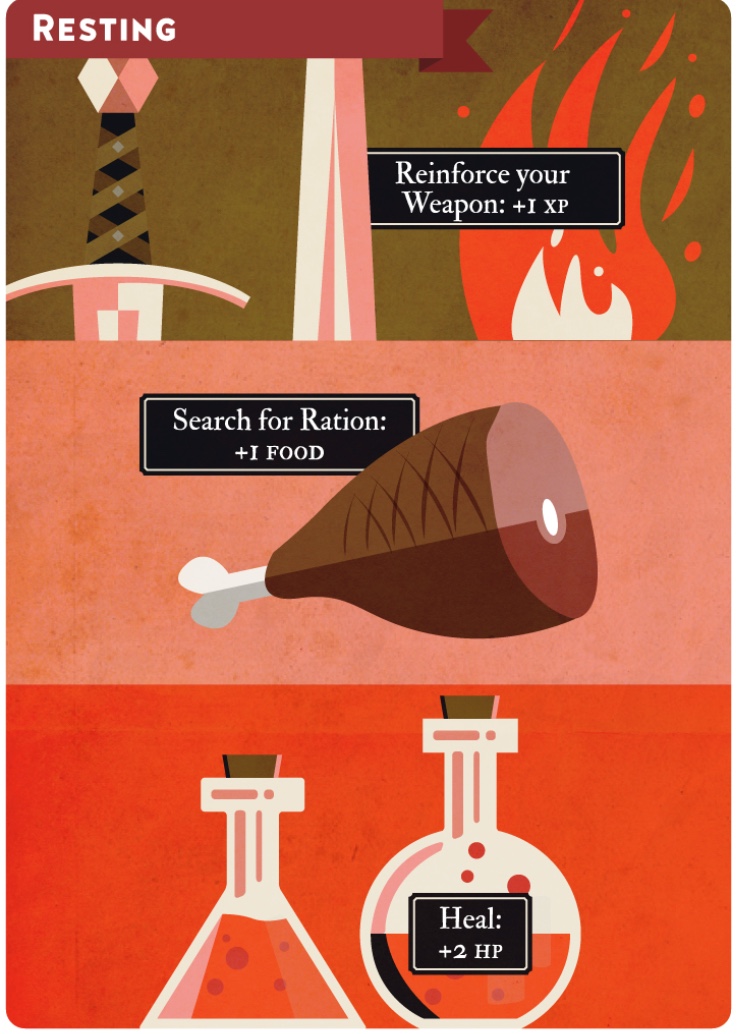 RESTING
Reinforce your
Weapon: +1 XP
Search for Ration:
+1 FOOD
Heal:
+2 HP